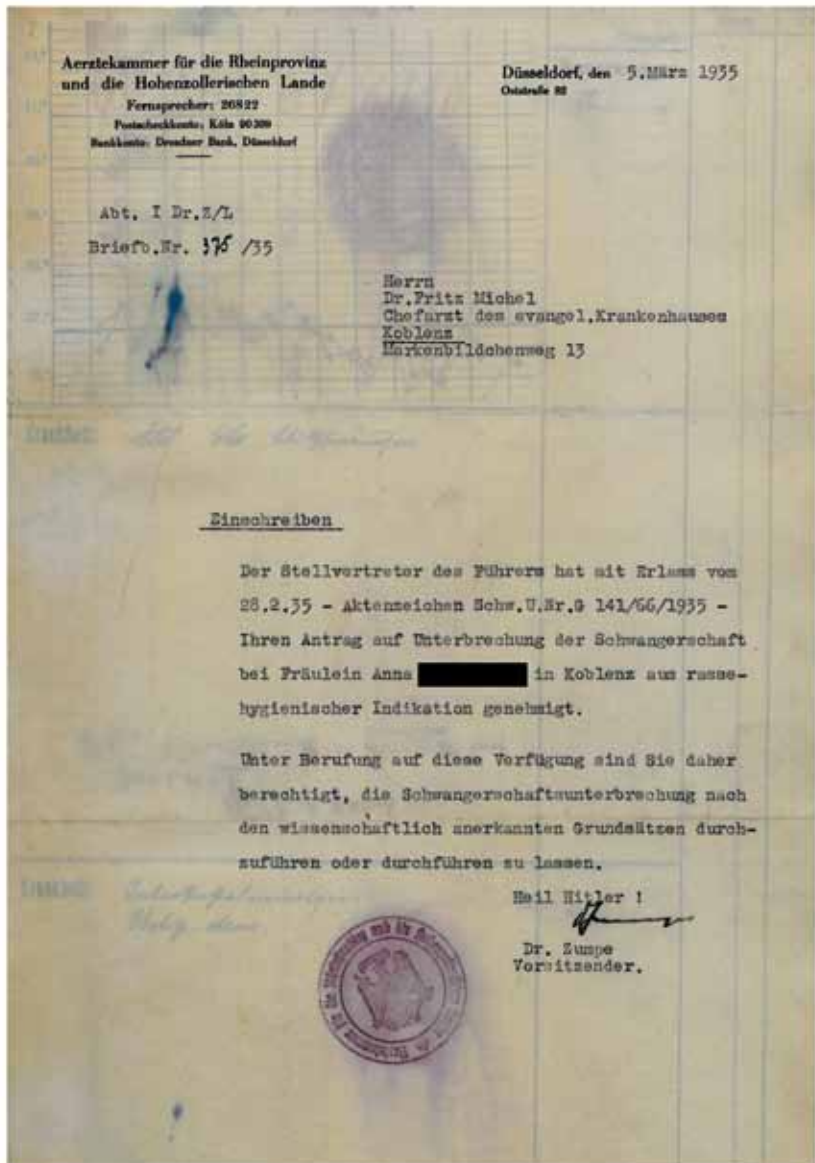 Aerztekammer für die Rheinprovinz
und die Hohenzollerischen Lande
Fernsprecher: 26822
Postscheckkonto: Köln 90309
Bankkonto: Dresdner Bank, Düsseldorf
Düsseldorf, den 5.März 1935
Oststraße 82
Abt. I Dr.Z/L
Briefb.Nr. 376 /35
Herrn
Dr.Fritz Michel
Chefarzt des evangel.Krankenhauses
Koblenz
Markenbildchenweg 13
Einschreiben
Der Stellvertreter des Führers hat mit Erlass vom
28.2.35 - Aktenzeichen Schw.U.Nr.G 141/66/1935 -
Ihren Antrag auf Unterbrechung der Schwangerschaft
bei Fräulein Anna in Koblenz aus rasse-
hygienischer Indikation genehmigt.
Unter Berufung auf diese Verfügung sind Sie daher
berechtigt, die Schwangerschaftsunterbrechung nach
den wissenschaftlich anerkannten Grundsätzen durch-
zuführen oder durchführen zu lassen.
Heil Hitler !
Dr. Zumpe
Vorsitzender.